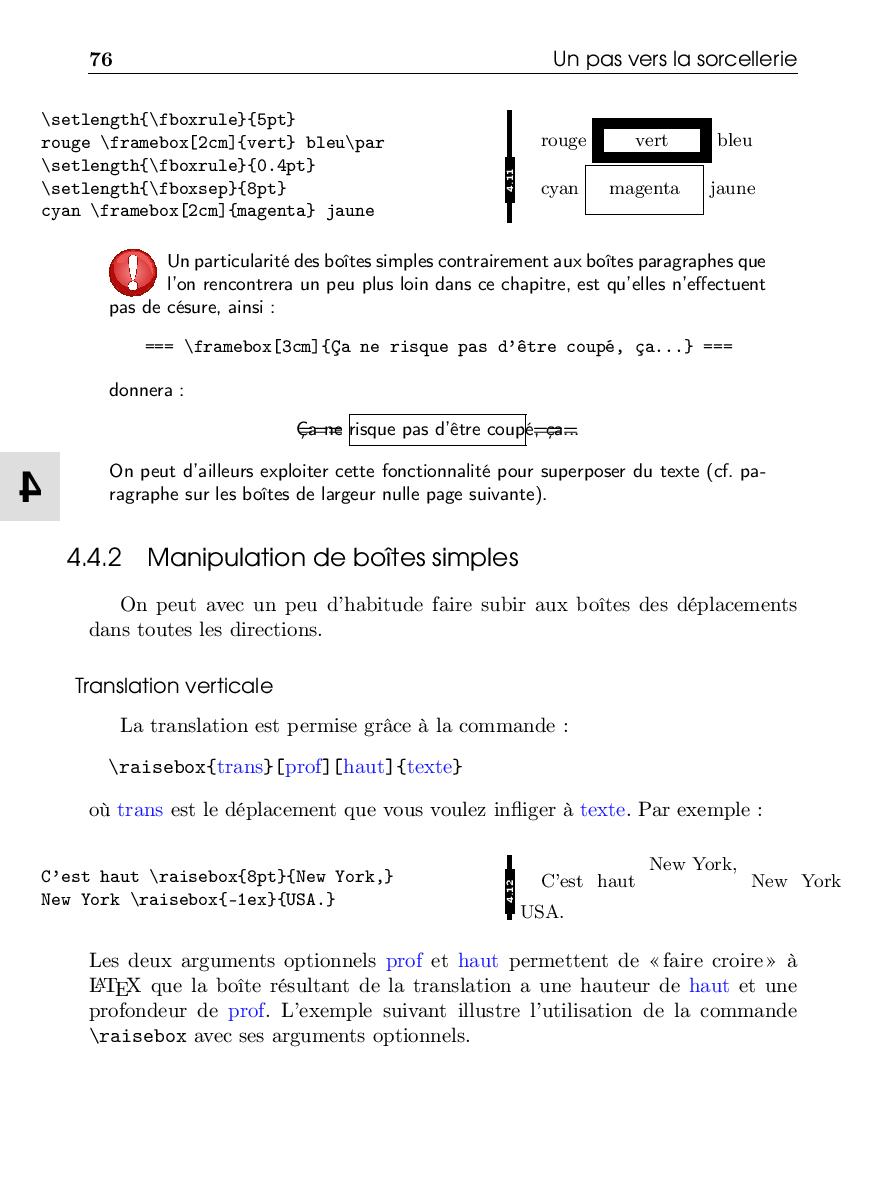 76 Un pas vers la sorcellerie
\setlength{\fboxrule}{5pt}
rouge \framebox[2cm]{vert} bleu\par
\setlength{\fboxrule}{0.4pt}
\setlength{\fboxsep}{8pt}
cyan \framebox[2cm]{magenta} jaune
4.11
rouge vert bleu
cyan magenta jaune
Un particularité des boîtes simples contrairement aux boîtes paragraphes que
l'on rencontrera un peu plus loin dans ce chapitre, est qu'elles n'effectuent
pas de césure, ainsi :
=== \framebox[3cm]{Ça ne risque pas d'être coupé, ça...} ===
donnera :
=== Ça ne risque pas d'être coupé, ça... ===
On peut d'ailleurs exploiter cette fonctionnalité pour superposer du texte (cf. pa-
ragraphe sur les boîtes de largeur nulle page suivante).
4
4.4.2 Manipulation de boîtes simples
On peut avec un peu d'habitude faire subir aux boîtes des déplacements
dans toutes les directions.
Translation verticale
La translation est permise grâce à la commande :
\raisebox{trans}[prof][haut]{texte}
où trans est le déplacement que vous voulez infliger à texte. Par exemple :
C'est haut \raisebox{8pt}{New York,}
New York \raisebox{-1ex}{USA.}
4.12
C'est haut New York, New York
USA.
Les deux arguments optionnels prof et haut permettent de «faire croire» à
LATEX que la boîte résultant de la translation a une hauteur de haut et une
profondeur de prof. L'exemple suivant illustre l'utilisation de la commande
\raisebox avec ses arguments optionnels.